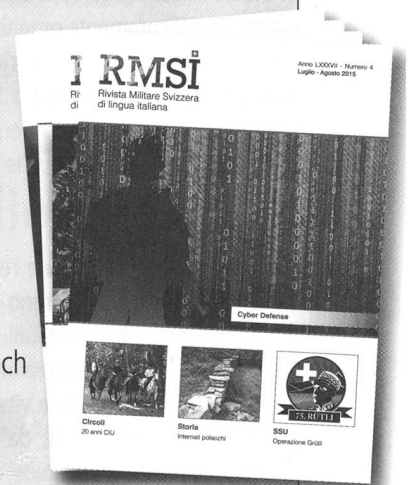 RMSI
Rivista Militare Svizzera
di lingua italiana
Anno LXXXVII - Numero 4
Luglio - Agosto 2015
Cyber Defense
Circoli
20 anni CIU
Storia
Internati polacchi
75. RÜTLI
SSU
Operazione Grütli
ch